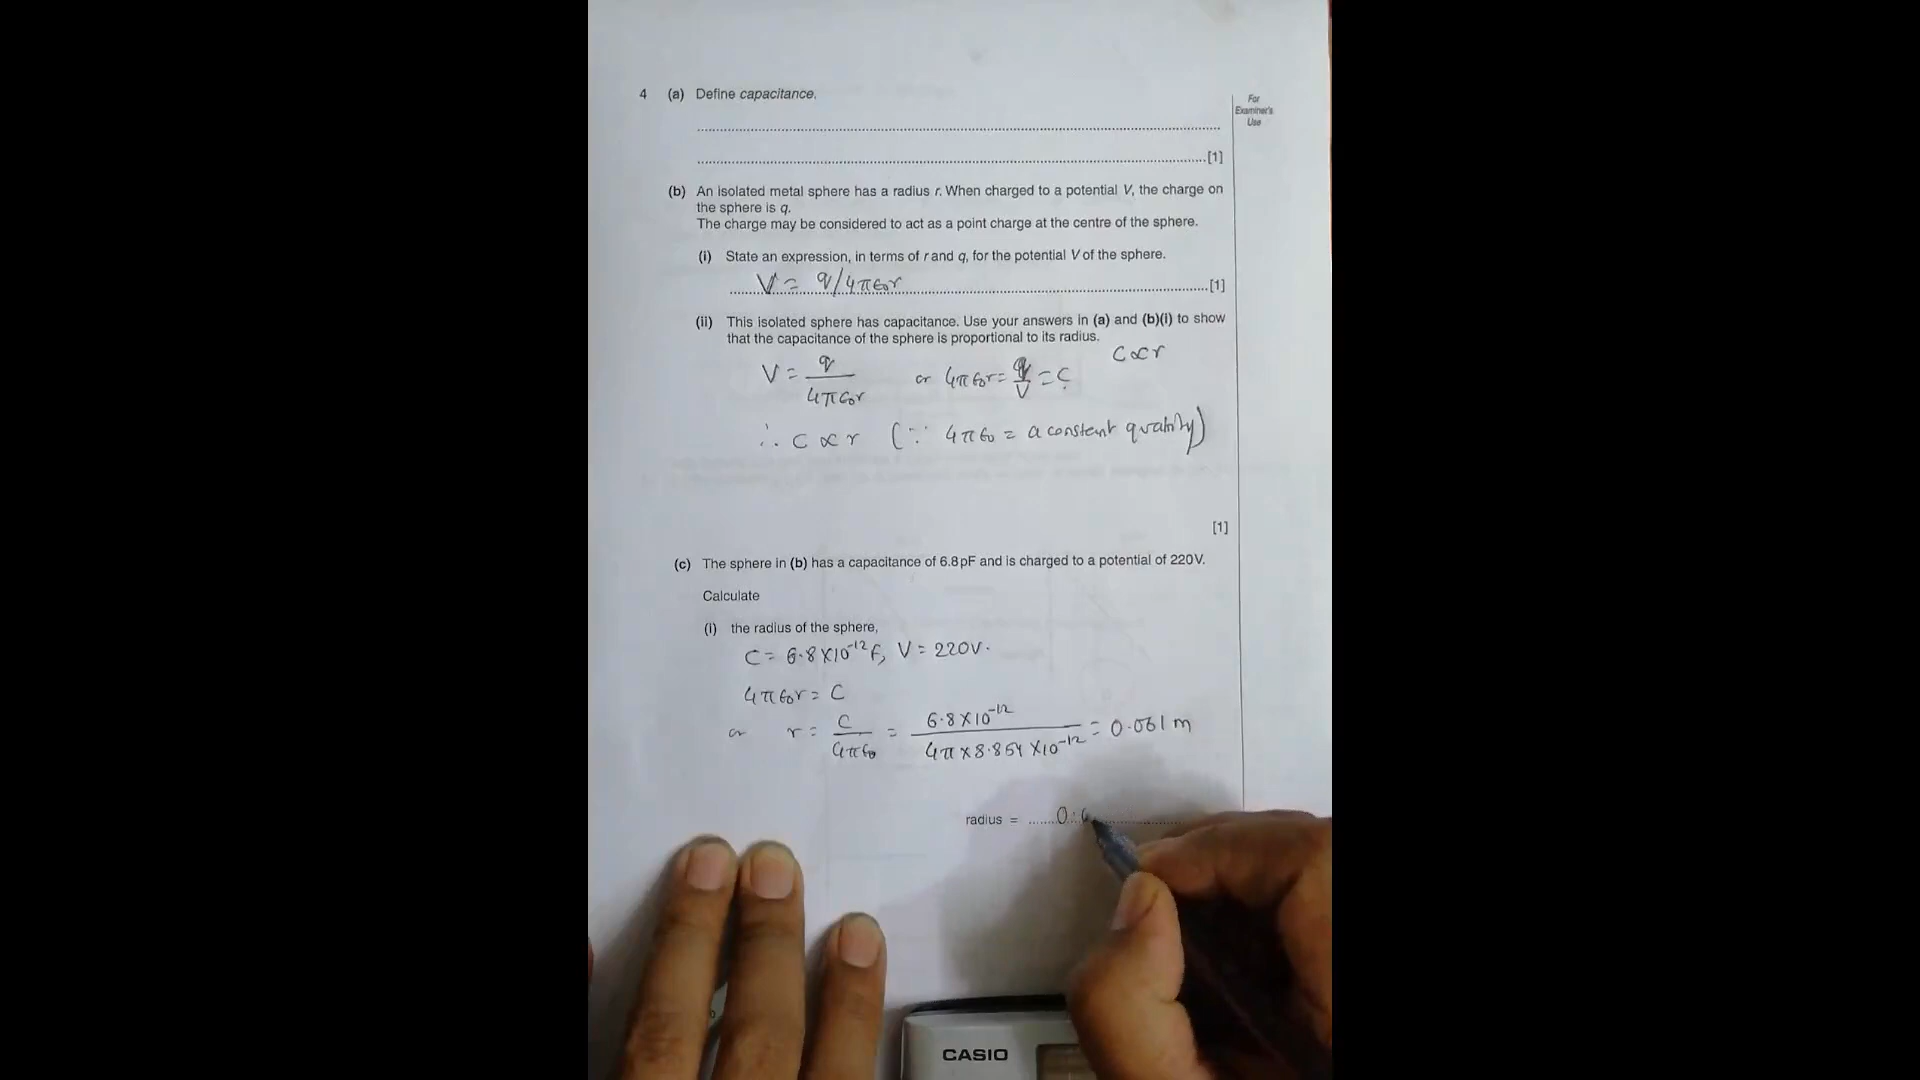 4 (a) Define capacitance.
For
Examiner's
Use
[1]
(b) An isolated metal sphere has a radius r. When charged to a potential V, the charge on
the sphere is q.
The charge may be considered to act as a point charge at the centre of the sphere.
(i) State an expression, in terms of r and q, for the potential V of the sphere.
V = q/4πε₀r [1]
(ii) This isolated sphere has capacitance. Use your answers in (a) and (b)(i) to show
that the capacitance of the sphere is proportional to its radius.
C∝r
V = q/4πε₀r or 4πε₀r = q/V = C
∴ C ∝ r (∵ 4πε₀ = a constant quatnity)
[1]
(c) The sphere in (b) has a capacitance of 6.8pF and is charged to a potential of 220V.
Calculate
(i) the radius of the sphere,
C = 6.8×10⁻¹²F, V = 220V.
4πε₀r = C
or r = C/4πε₀ = 6.8×10⁻¹²/4π×8.854×10⁻¹² = 0.061 m
radius = 0.0
CASIO